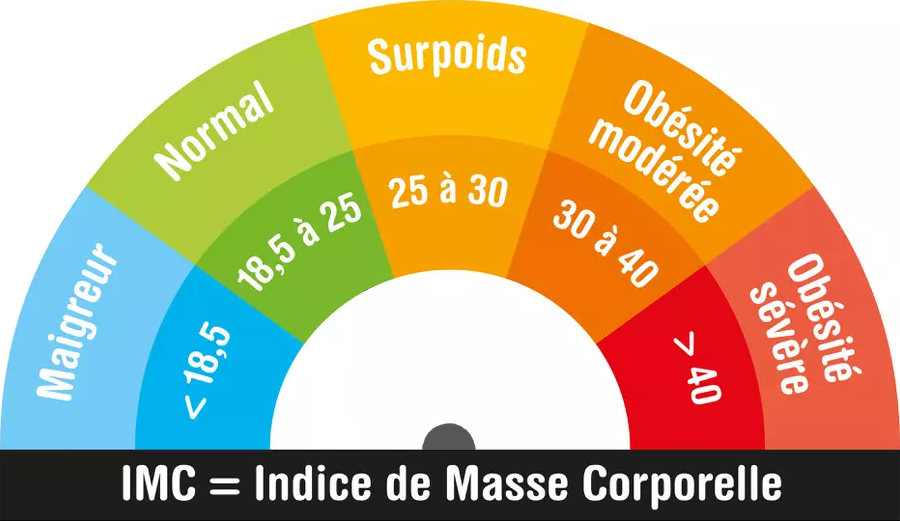 Maigreur
< 18,5
Normal
18,5 à 25
Surpoids
25 à 30
Obésité
modérée
30 à 40
Obésité
sévère
> 40
IMC = Indice de Masse Corporelle